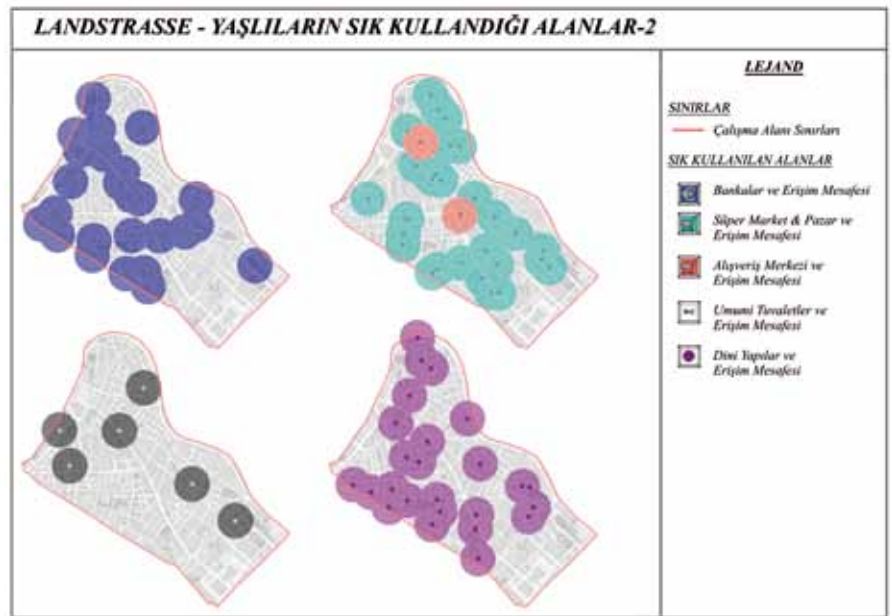 LANDSTRASSE - YAŞLILARIN SIK KULLANDIĞI ALANLAR-2
LEJAND
SINIRLAR
Çalışma Alanı Sınırları
SIK KULLANILAN ALANLAR
Bankalar ve Erişim Mesafesi
Süper Market & Pazar ve
Erişim Mesafesi
Alışveriş Merkezi ve
Erişim Mesafesi
Umumi Tuvaletler ve
Erişim Mesafesi
Dini Yapılar ve
Erişim Mesafesi